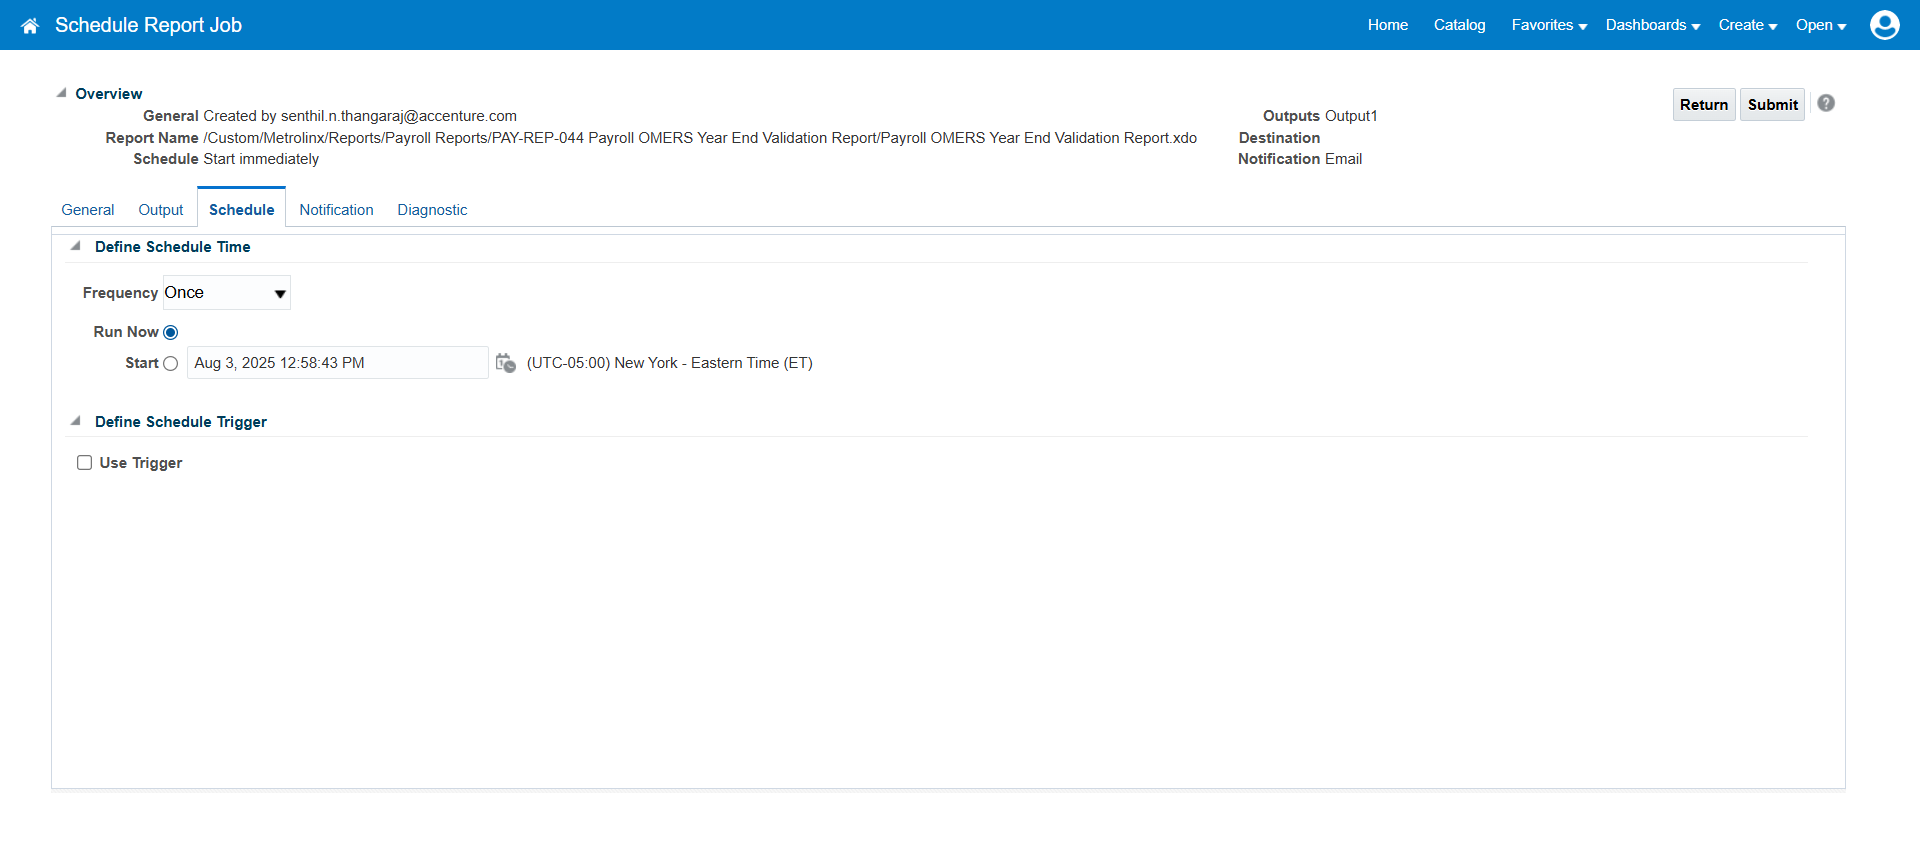 Schedule Report Job
Home Catalog Favorites Dashboards Create Open
Overview
General Created by senthil.n.thangaraj@accenture.com
Report Name /Custom/Metrolinx/Reports/Payroll Reports/PAY-REP-044 Payroll OMERS Year End Validation Report/Payroll OMERS Year End Validation Report.xdo
Schedule Start immediately
Outputs Output1
Destination
Notification Email
Return Submit ?
General Output Schedule Notification Diagnostic
Define Schedule Time
Frequency Once
Run Now
Start Aug 3, 2025 12:58:43 PM (UTC-05:00) New York - Eastern Time (ET)
Define Schedule Trigger
Use Trigger